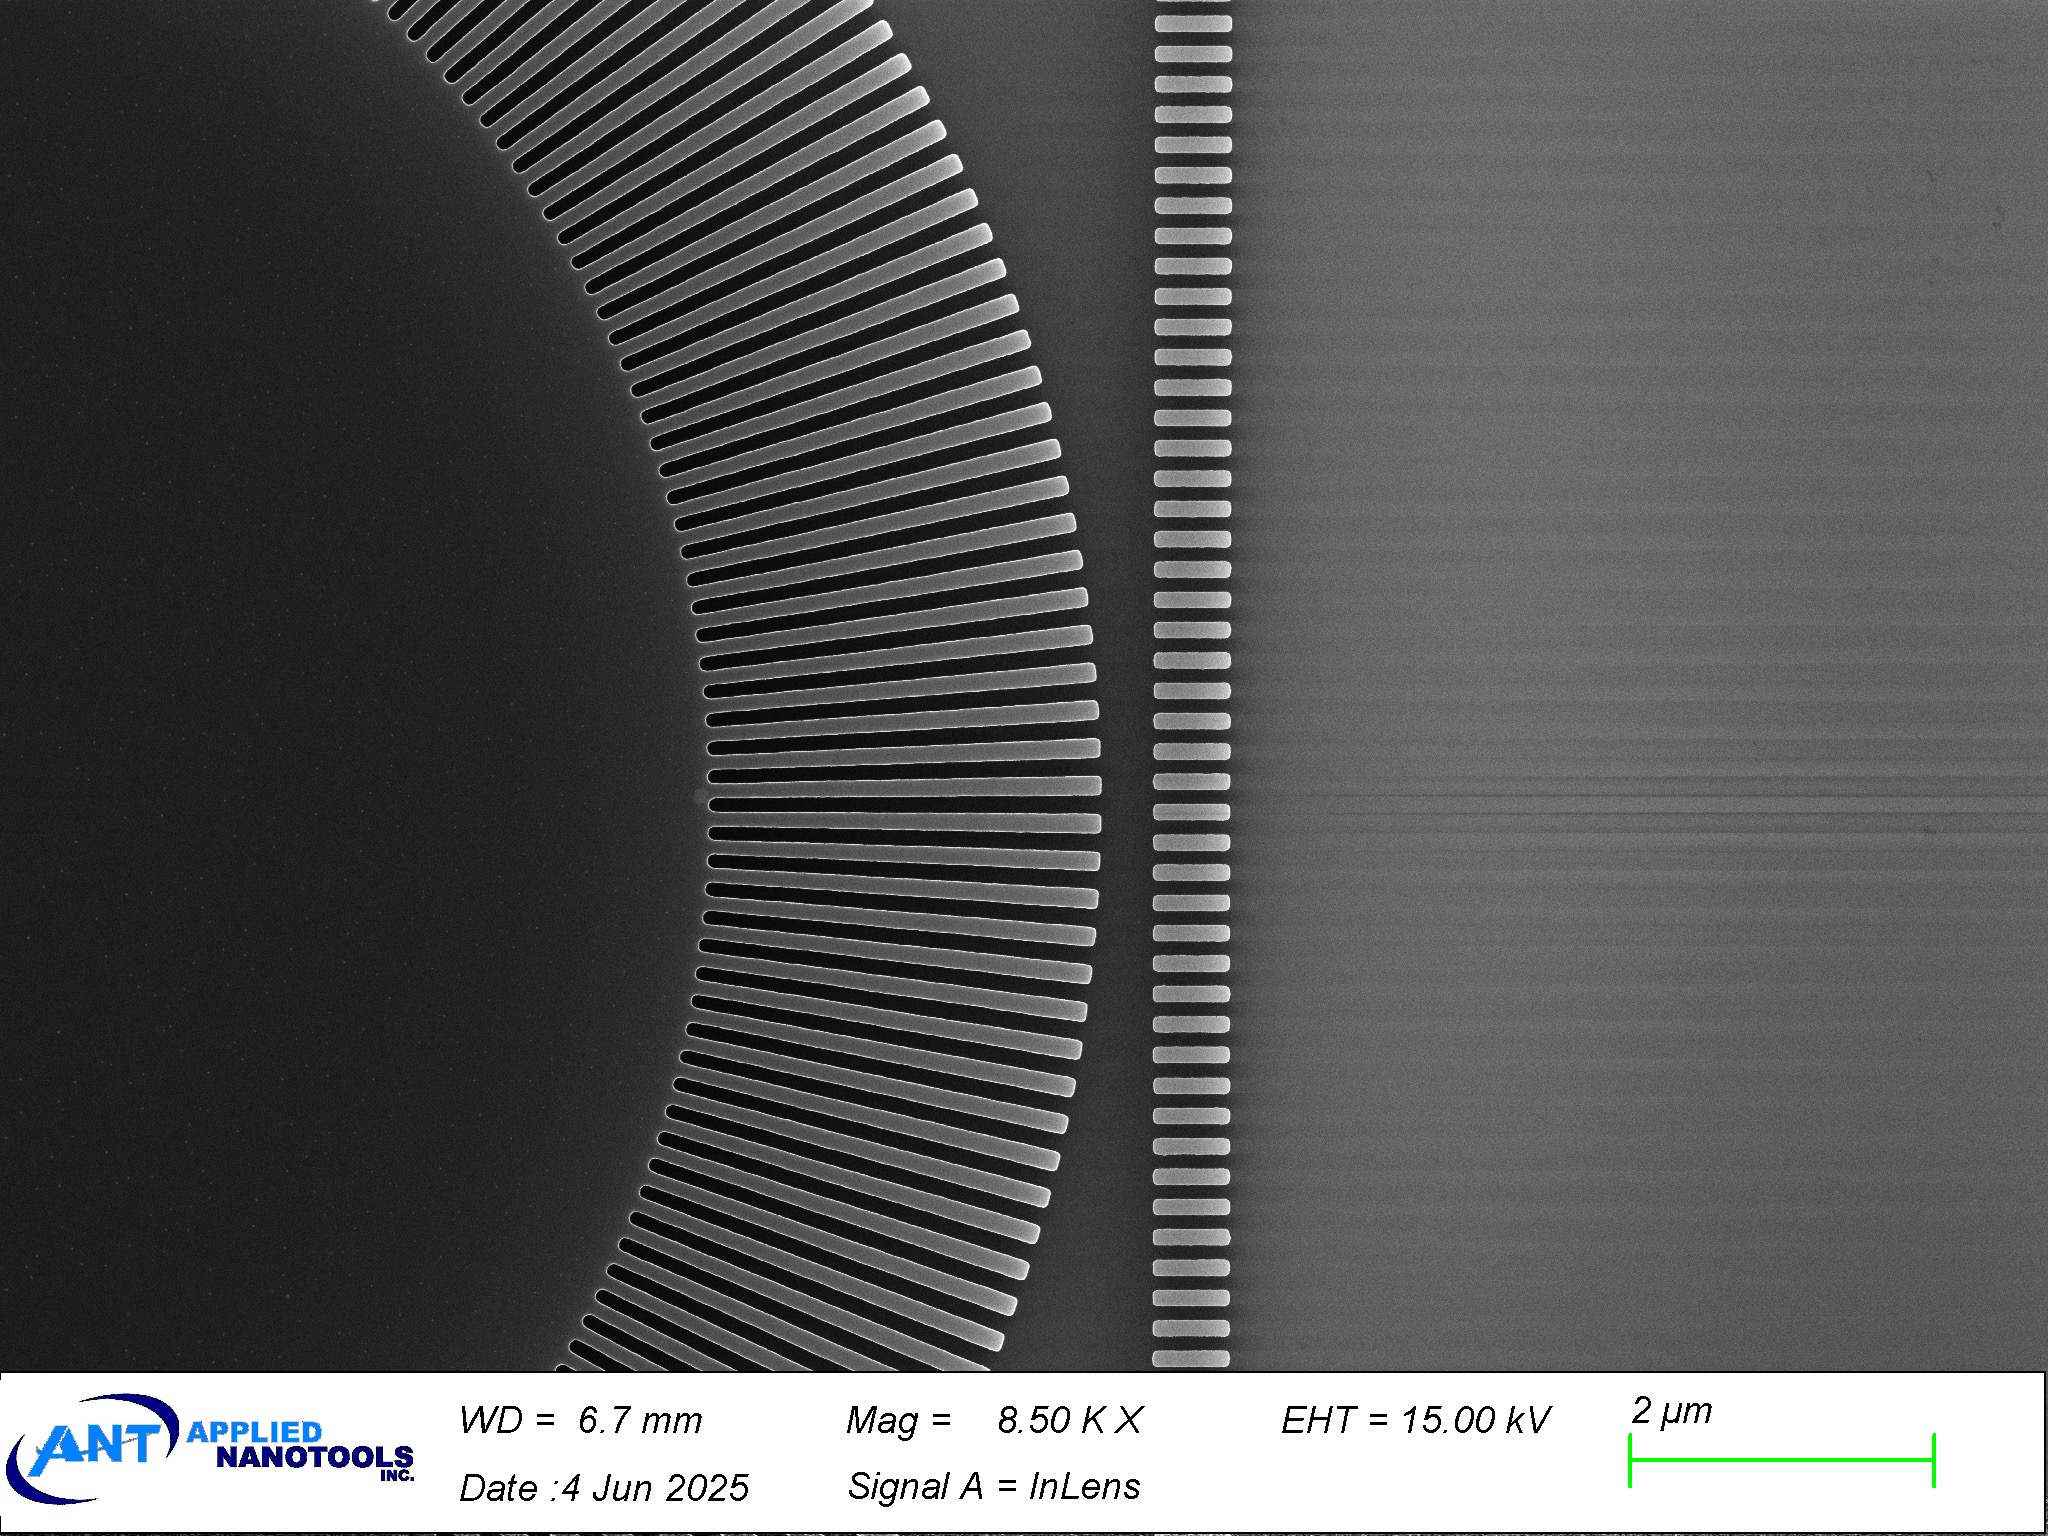 ANT APPLIED
NANOTOOLS
INC.
WD = 6.7 mm
Mag = 8.50 K X
EHT = 15.00 kV
2 µm
Date :4 Jun 2025
Signal A = InLens